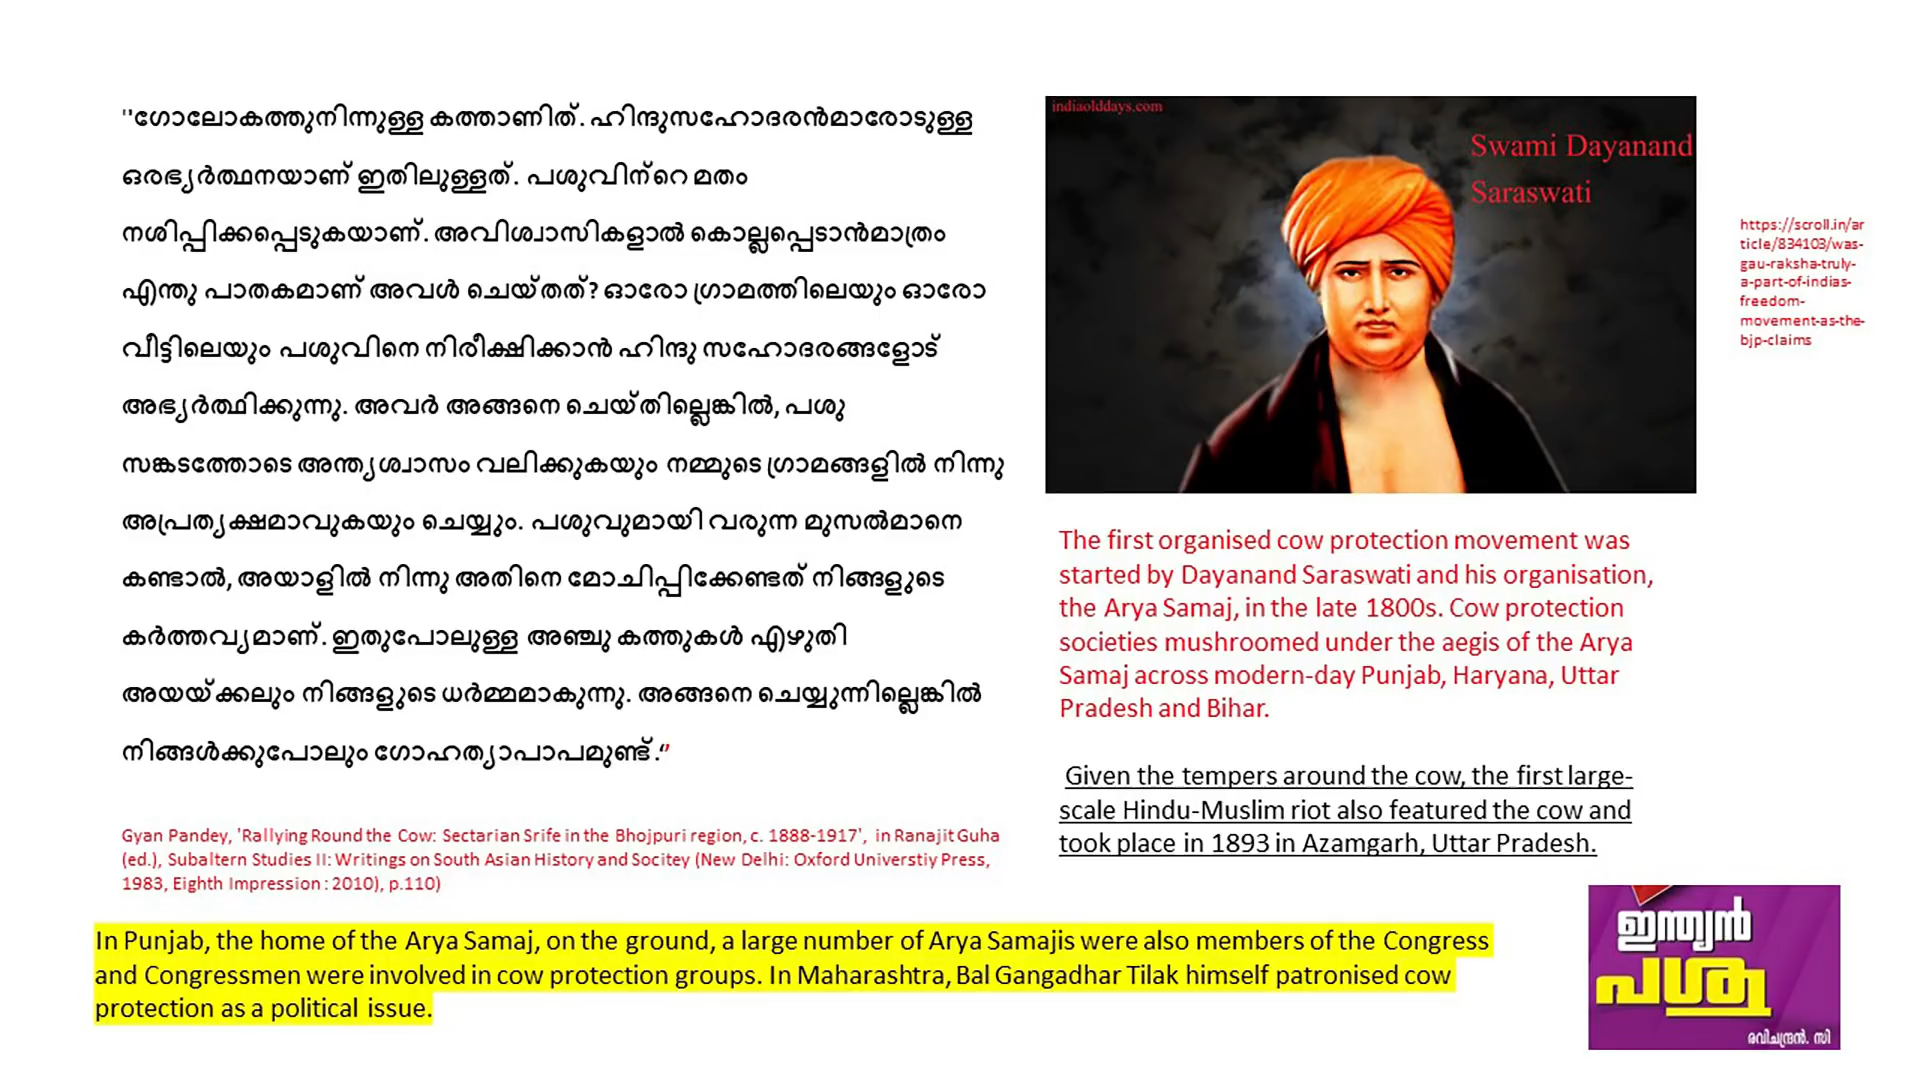 "ഗോലോകത്തുനിന്നുള്ള കത്താണിത്. ഹിന്ദുസഹോദരൻമാരോടുള്ള
ഒരഭ്യർത്ഥനയാണ് ഇതിലുള്ളത്. പശുവിന്റെ മതം
നശിപ്പിക്കപ്പെടുകയാണ്. അവിശ്വാസികളാൽ കൊല്ലപ്പെടാൻമാത്രം
എന്തു പാതകമാണ് അവൾ ചെയ്തത്? ഓരോ ഗ്രാമത്തിലെയും ഓരോ
വീട്ടിലെയും പശുവിനെ നിരീക്ഷിക്കാൻ ഹിന്ദു സഹോദരങ്ങളോട്
അഭ്യർത്ഥിക്കുന്നു. അവർ അങ്ങനെ ചെയ്തില്ലെങ്കിൽ, പശു
സങ്കടത്തോടെ അന്ത്യശ്വാസം വലിക്കുകയും നമ്മുടെ ഗ്രാമങ്ങളിൽ നിന്നു
അപ്രത്യക്ഷമാവുകയും ചെയ്യും. പശുവുമായി വരുന്ന മുസൽമാനെ
കണ്ടാൽ, അയാളിൽ നിന്നു അതിനെ മോചിപ്പിക്കേണ്ടത് നിങ്ങളുടെ
കർത്തവ്യമാണ്. ഇതുപോലുള്ള അഞ്ചു കത്തുകൾ എഴുതി
അയയ്ക്കലും നിങ്ങളുടെ ധർമ്മമാകുന്നു. അങ്ങനെ ചെയ്യുന്നില്ലെങ്കിൽ
നിങ്ങൾക്കുപോലും ഗോഹത്യാപാപമുണ്ട്.“
Gyan Pandey, 'Rallying Round the Cow: Sectarian Srife in the Bhojpuri region, c. 1888-1917', in Ranajit Guha
(ed.), Subaltern Studies II: Writings on South Asian History and Socitey (New Delhi: Oxford Universtiy Press,
1983, Eighth Impression : 2010), p.110)
indiaolddays.com
Swami Dayanand
Saraswati
https://scroll.in/ar
ticle/834103/was-
gau-raksha-truly-
a-part-of-indias-
freedom-
movement-as-the-
bjp-claims
The first organised cow protection movement was
started by Dayanand Saraswati and his organisation,
the Arya Samaj, in the late 1800s. Cow protection
societies mushroomed under the aegis of the Arya
Samaj across modern-day Punjab, Haryana, Uttar
Pradesh and Bihar.
Given the tempers around the cow, the first large-
scale Hindu-Muslim riot also featured the cow and
took place in 1893 in Azamgarh, Uttar Pradesh.
In Punjab, the home of the Arya Samaj, on the ground, a large number of Arya Samajis were also members of the Congress
and Congressmen were involved in cow protection groups. In Maharashtra, Bal Gangadhar Tilak himself patronised cow
protection as a political issue.
ഇന്ത്യൻ
പശു
രവിചന്ദ്രൻ. സി